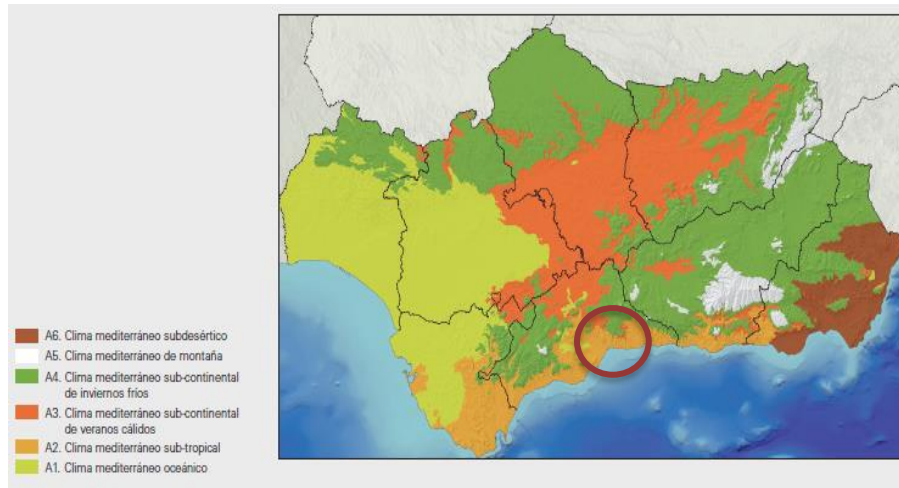 A6. Clima mediterráneo subdesértico
A5. Clima mediterráneo de montaña
A4. Clima mediterráneo sub-continental
de inviernos fríos
A3. Clima mediterráneo sub-continental
de veranos cálidos
A2. Clima mediterráneo sub-tropical
A1. Clima mediterráneo oceánico